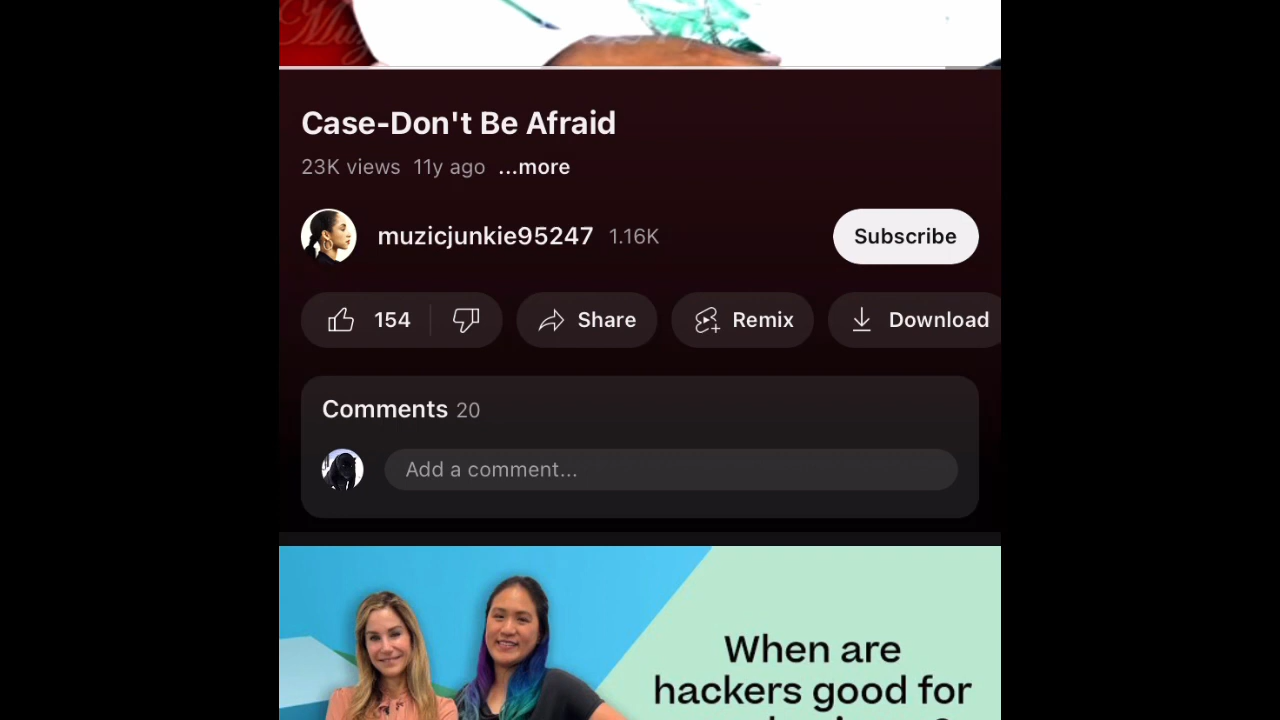 Case-Don't Be Afraid
23K views 11y ago ...more
muzicjunkie95247 1.16K
Subscribe
154
Share
Remix
Download
Comments 20
Add a comment...
When are
hackers good for